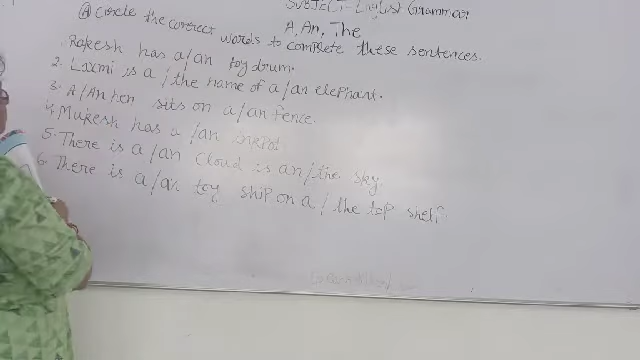 SUBJECT-English Grammar
A, An, The
(A) Circle the correct words to complete these sentences.
1. Rakesh has a/an toy drum.
2. Laxmi is a / the name of a/an elephant.
3. A/An hen sits on a/an fence.
4. Mukesh has a /an
5. There is a /an cloud is an/the sky.
6. There is a/an toy ship on a / the top shelf.